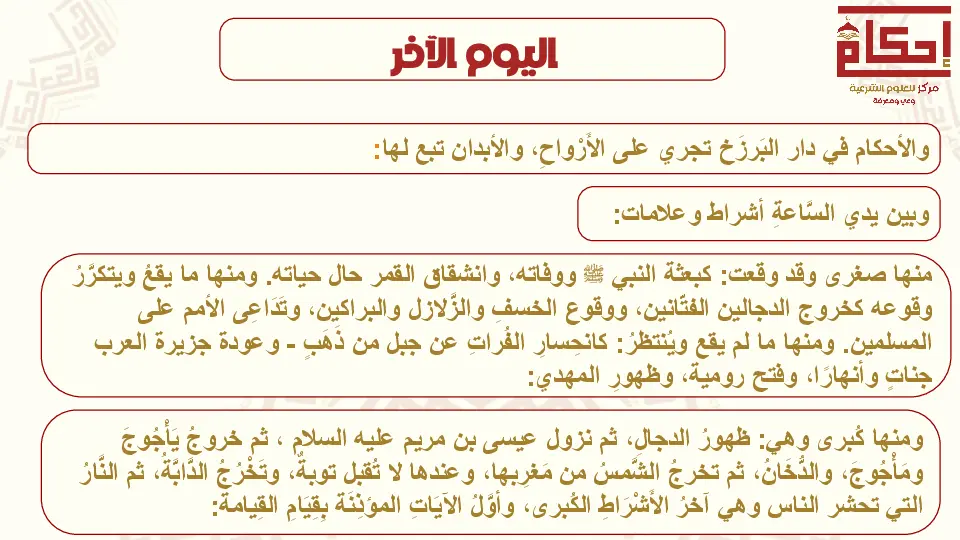 إحكام
مركز للعلوم الشرعية
وعي ومعرفة
اليوم الآخر
والأحكام في دار البَرزَخ تجري على الأَرْواحِ، والأبدان تبع لها:
وبين يدي السَّاعةِ أشراط وعلامات:
منها صغرى وقد وقعت: كبعثة النبي ﷺ ووفاته، وانشقاق القمر حال حياته. ومنها ما يقعُ ويتكرَّرُ
وقوعه كخروج الدجالين الفتّانين، ووقوع الخسفِ والزَّلازل والبراكين، وتَدَاعِى الأمم على
المسلمين. ومنها ما لم يقع ويُنْتظرُ: كانحِسارِ الفُراتِ عن جبل من ذَهَبٍ - وعودة جزيرة العرب
جناتٍ وأنهارًا، وفتح رومية، وظهورِ المهدي:
ومنها كُبرى وهي: ظهورُ الدجالِ، ثم نزول عيسى بن مريم عليه السلام ، ثم خروجُ يَأْجُوجَ
ومَأْجُوجَ، والدُّخَانُ، ثم تخرجُ الشَّمسُ من مَغرِبها، وعندها لا تُقبل توبةٌ، وتَخْرُجُ الدَّابَّةُ، ثم النَّارُ
التي تحشر الناس وهي آخرُ الأَشْرَاطِ الكُبرى، وأوَّلُ الآيَاتِ المؤذِنَة بِقِيَامِ القِيامة: